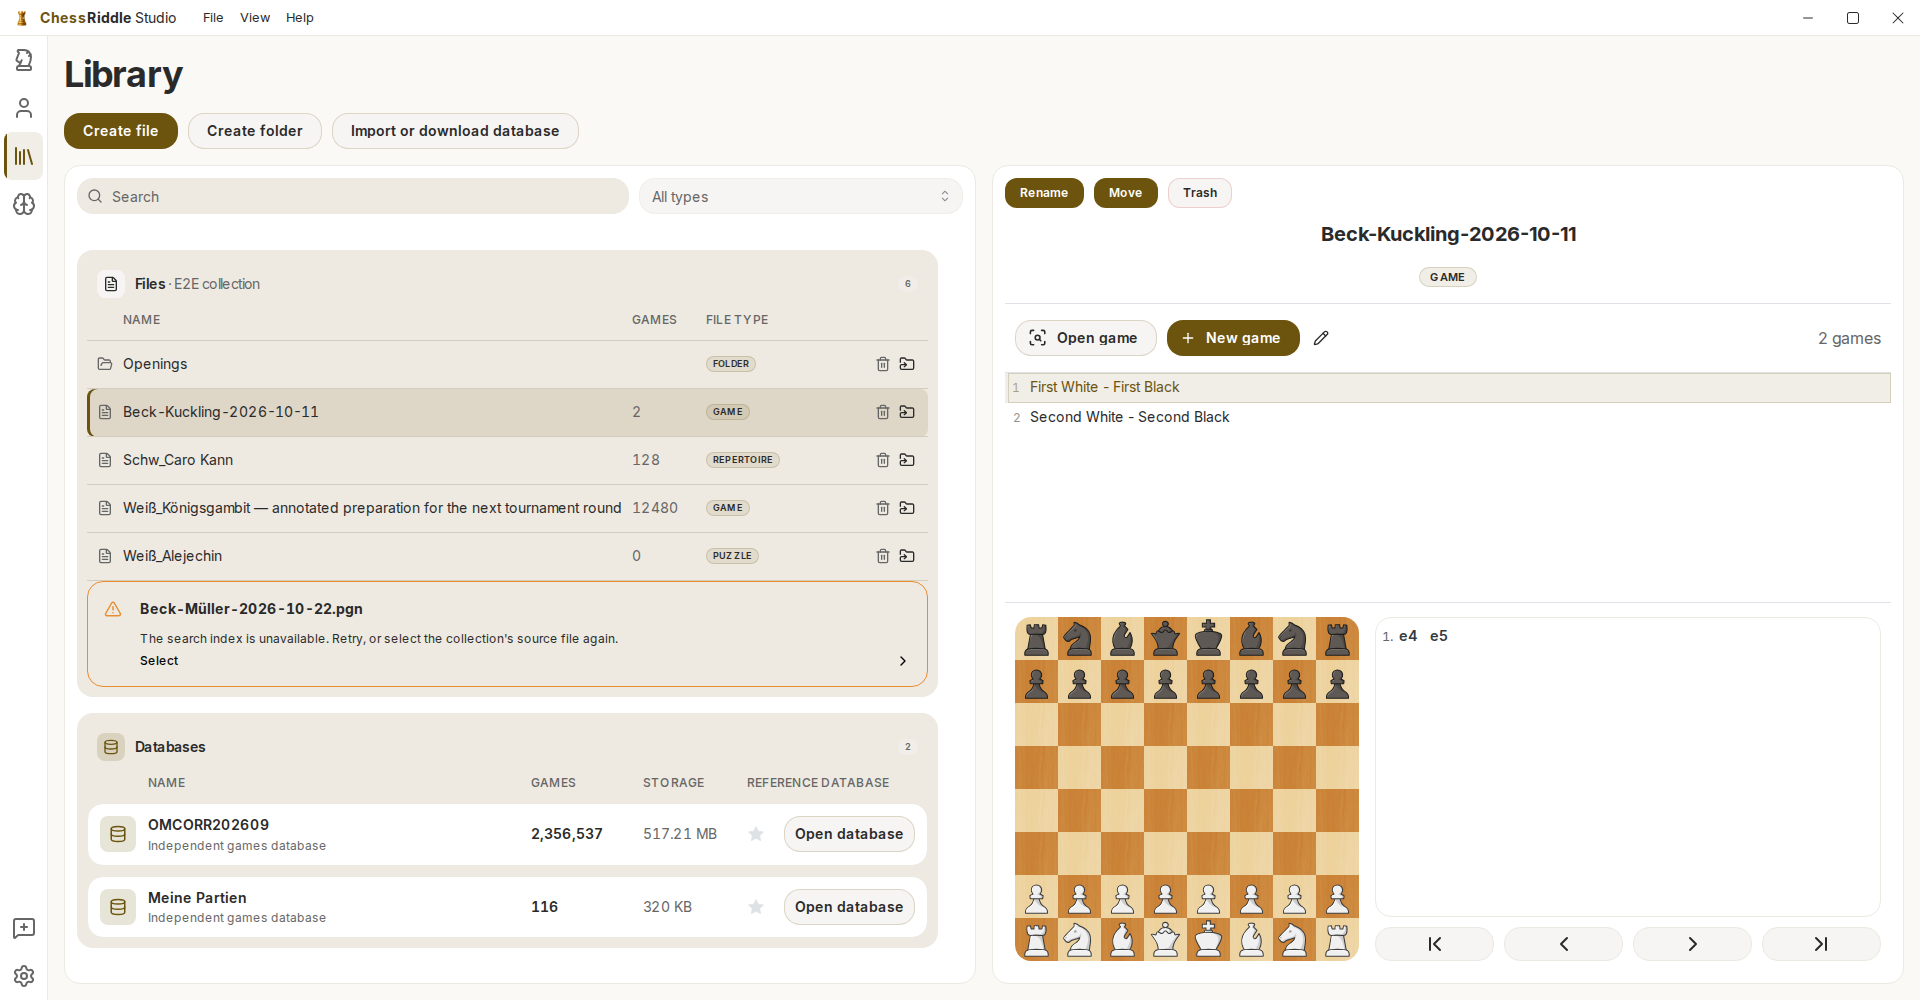 ChessRiddle Studio File View Help
Library
Create file Create folder Import or download database
Search All types
Files · E2E collection 6
NAME GAMES FILE TYPE
Openings FOLDER
Beck-Kuckling-2026-10-11 2 GAME
Schw_Caro Kann 128 REPERTOIRE
Weiß_Königsgambit — annotated preparation for the next tournament round 12480 GAME
Weiß_Alejechin 0 PUZZLE
Beck-Müller-2026-10-22.pgn
The search index is unavailable. Retry, or select the collection's source file again.
Select
Databases 2
NAME GAMES STORAGE REFERENCE DATABASE
OMCORR202609 2,356,537 517.21 MB Open database
Independent games database
Meine Partien 116 320 KB Open database
Independent games database
Rename Move Trash
Beck-Kuckling-2026-10-11
GAME
Open game New game 2 games
1 First White - First Black
2 Second White - Second Black
1. e4 e5